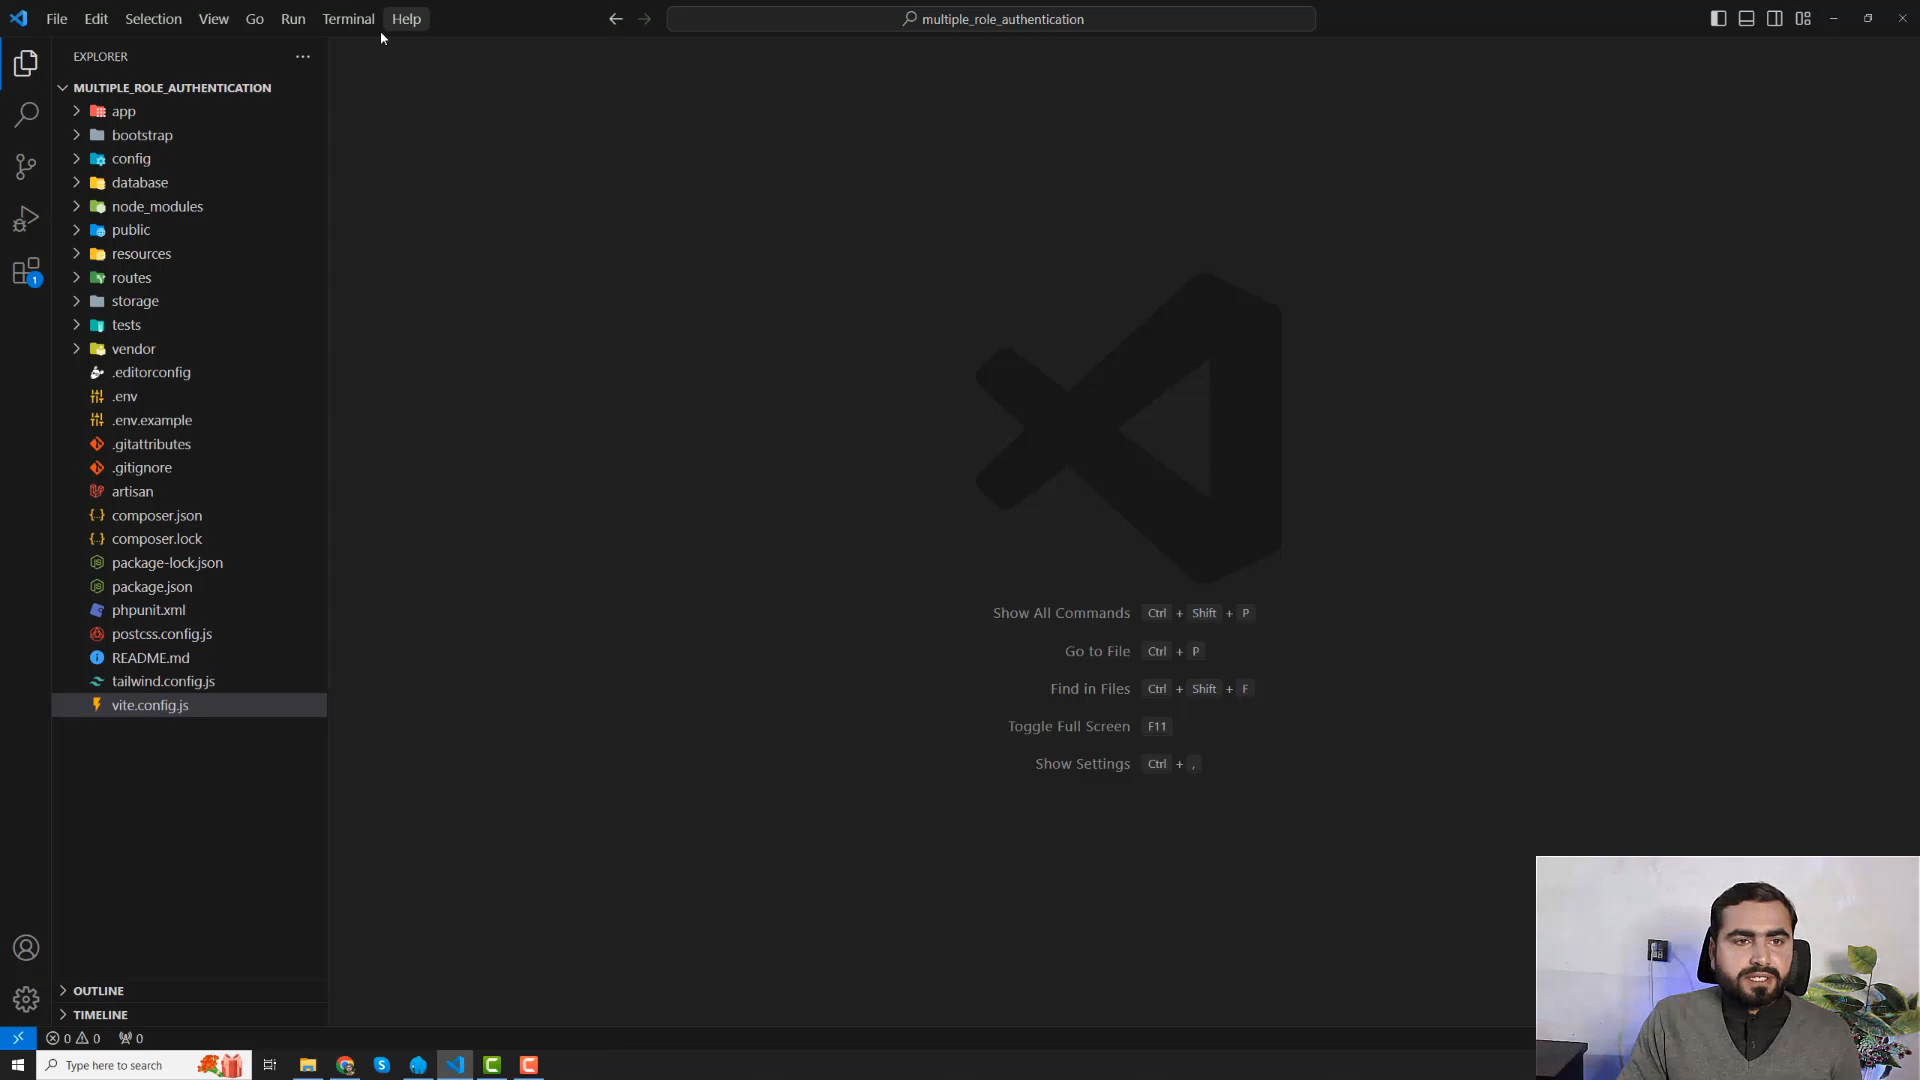 File Edit Selection View Go Run Terminal Help
multiple_role_authentication
EXPLORER
MULTIPLE_ROLE_AUTHENTICATION
app
bootstrap
config
database
node_modules
public
resources
routes
storage
tests
vendor
.editorconfig
.env
.env.example
.gitattributes
.gitignore
artisan
composer.json
composer.lock
package-lock.json
package.json
phpunit.xml
postcss.config.js
README.md
tailwind.config.js
vite.config.js
1
Show All Commands Ctrl + Shift + P
Go to File Ctrl + P
Find in Files Ctrl + Shift + F
Toggle Full Screen F11
Show Settings Ctrl + ,
OUTLINE
TIMELINE
0 0 0
Type here to search